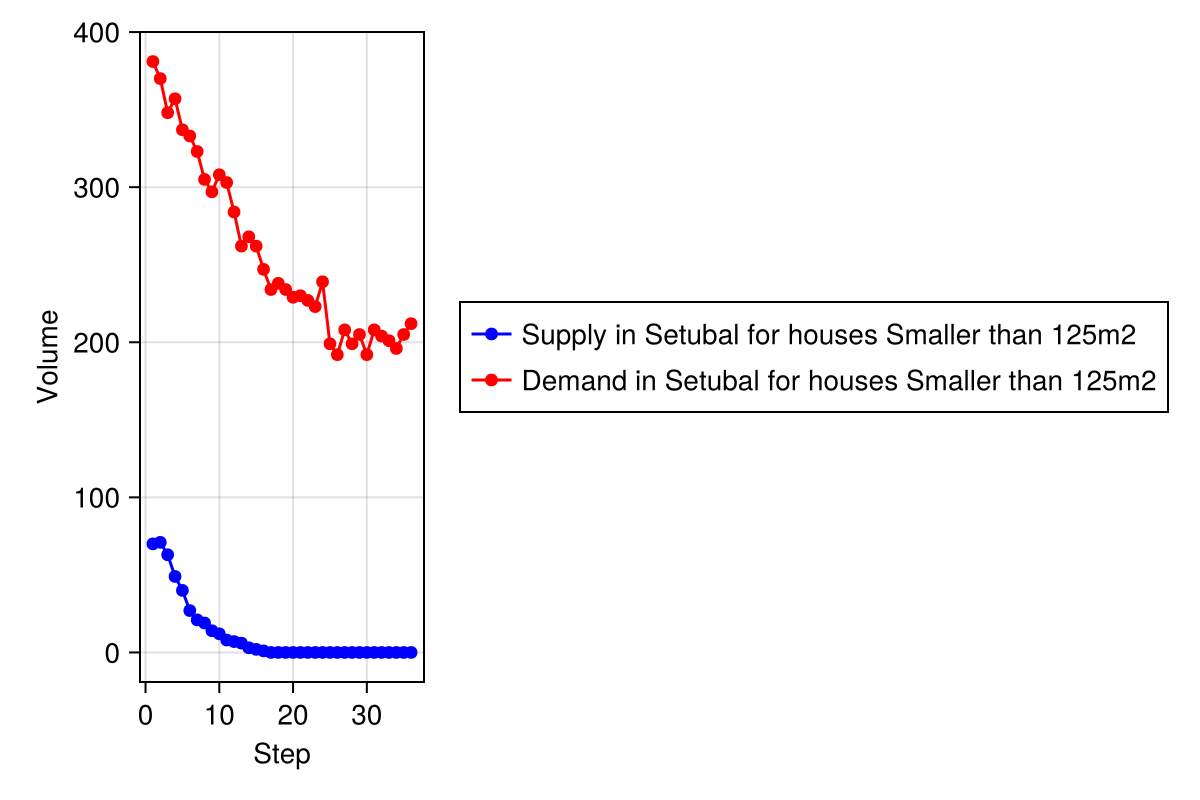 400
300
200
100
0
Volume
0 10 20 30
Step
Supply in Setubal for houses Smaller than 125m2
Demand in Setubal for houses Smaller than 125m2